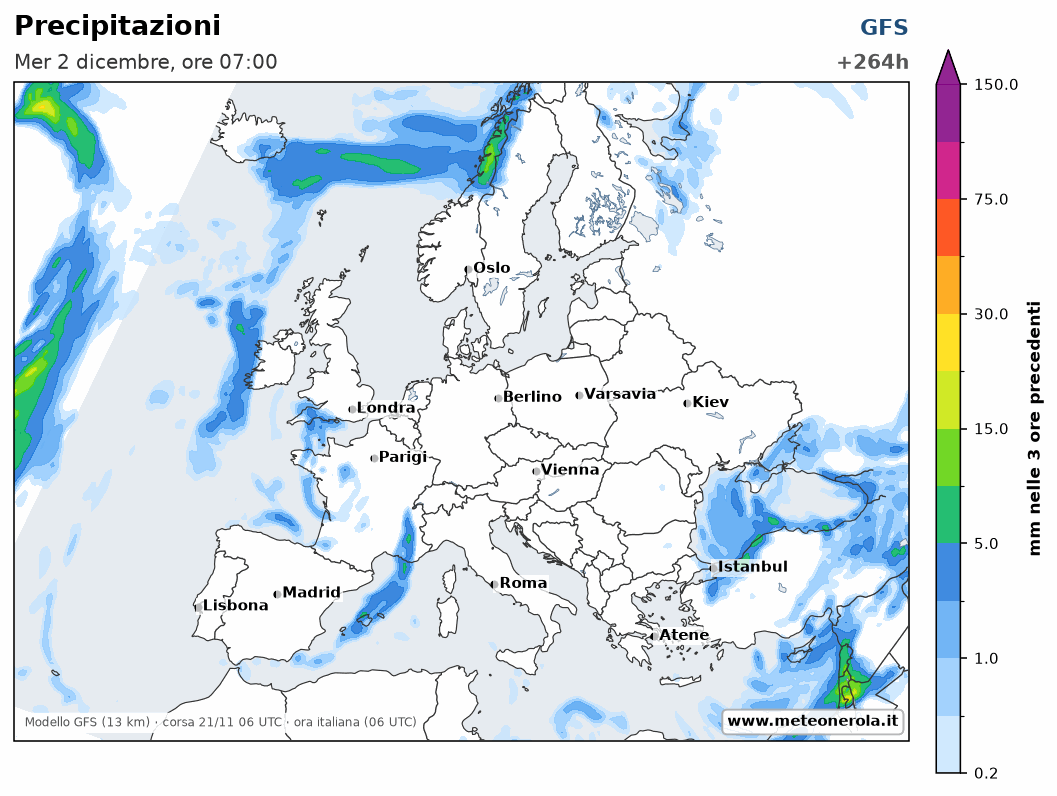 Precipitazioni
GFS
Mer 2 dicembre, ore 07:00
+264h
150.0
75.0
30.0
15.0
5.0
1.0
0.2
mm nelle 3 ore precedenti
Oslo
Berlino
Varsavia
Kiev
Londra
Parigi
Vienna
Istanbul
Roma
Madrid
Lisbona
Atene
Modello GFS (13 km) · corsa 21/11 06 UTC · ora italiana (06 UTC)
www.meteonerola.it